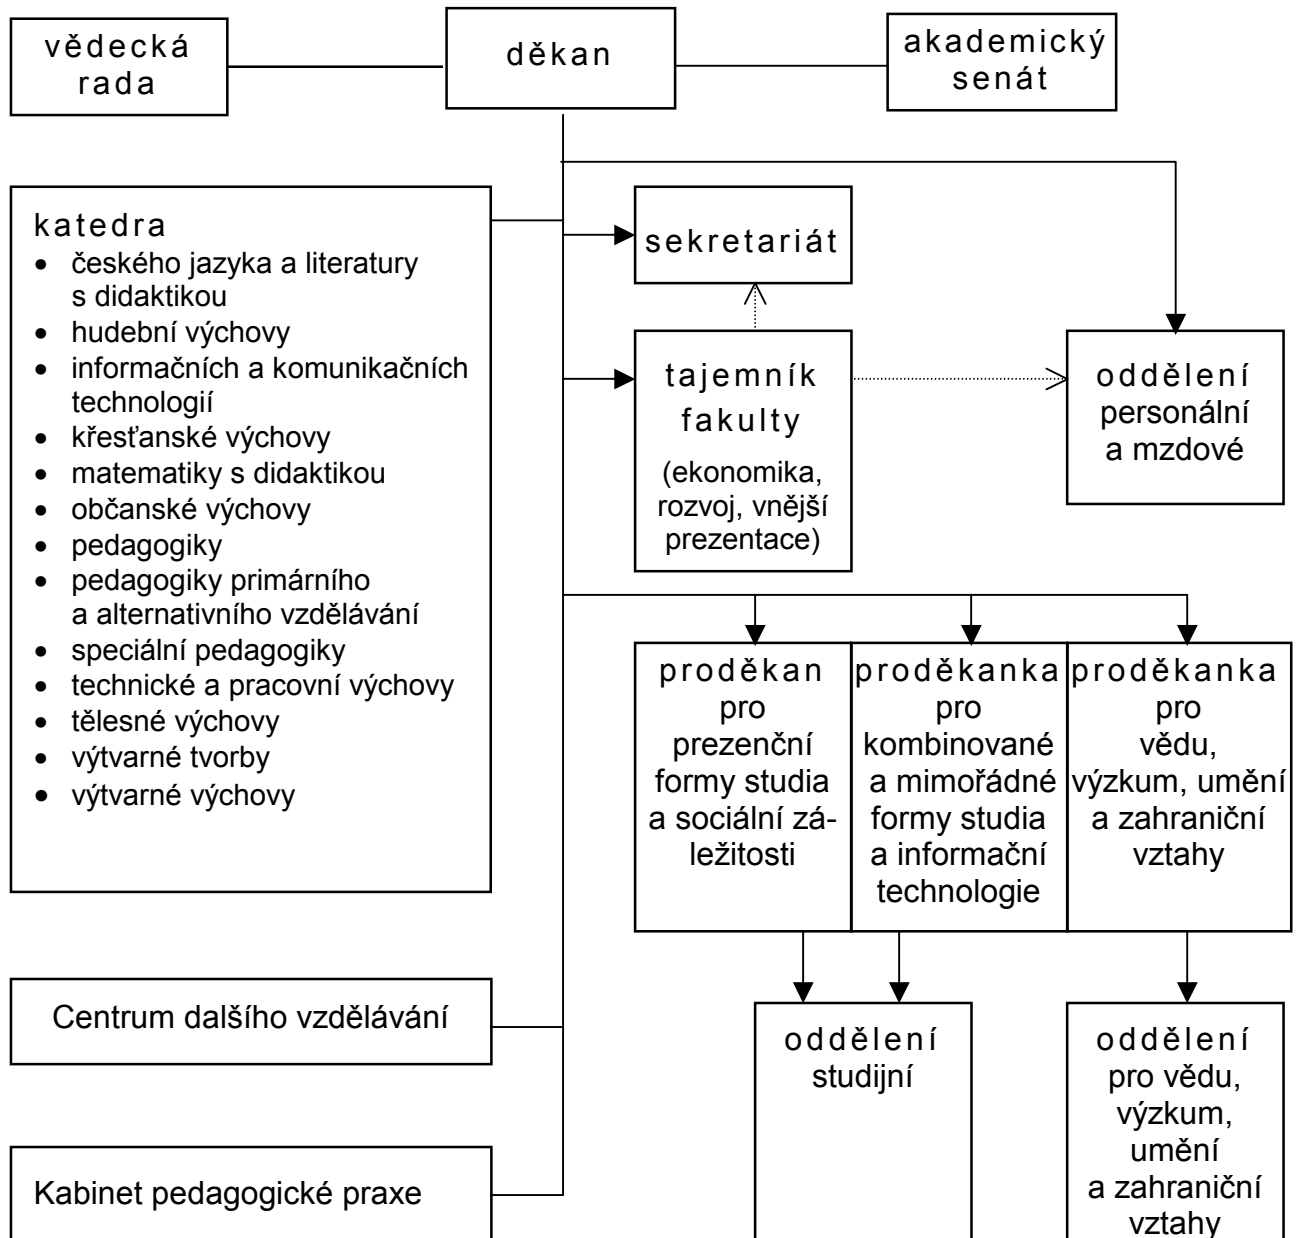 vědecká
rada
děkan
akademický
senát
katedra
• českého jazyka a literatury
s didaktikou
• hudební výchovy
• informačních a komunikačních
technologií
• křesťanské výchovy
• matematiky s didaktikou
• občanské výchovy
• pedagogiky
• pedagogiky primárního
a alternativního vzdělávání
• speciální pedagogiky
• technické a pracovní výchovy
• tělesné výchovy
• výtvarné tvorby
• výtvarné výchovy
sekretariát
tajemník
fakulty
(ekonomika,
rozvoj, vnější
prezentace)
oddělení
personální
a mzdové
proděkan
pro
prezenční
formy studia
a sociální zá-
ležitosti
proděkanka
pro
kombinované
a mimořádné
formy studia
a informační
technologie
proděkanka
pro
vědu,
výzkum, umění
a zahraniční
vztahy
Centrum dalšího vzdělávání
Kabinet pedagogické praxe
oddělení
studijní
oddělení
pro vědu,
výzkum,
umění
a zahraniční
vztahy